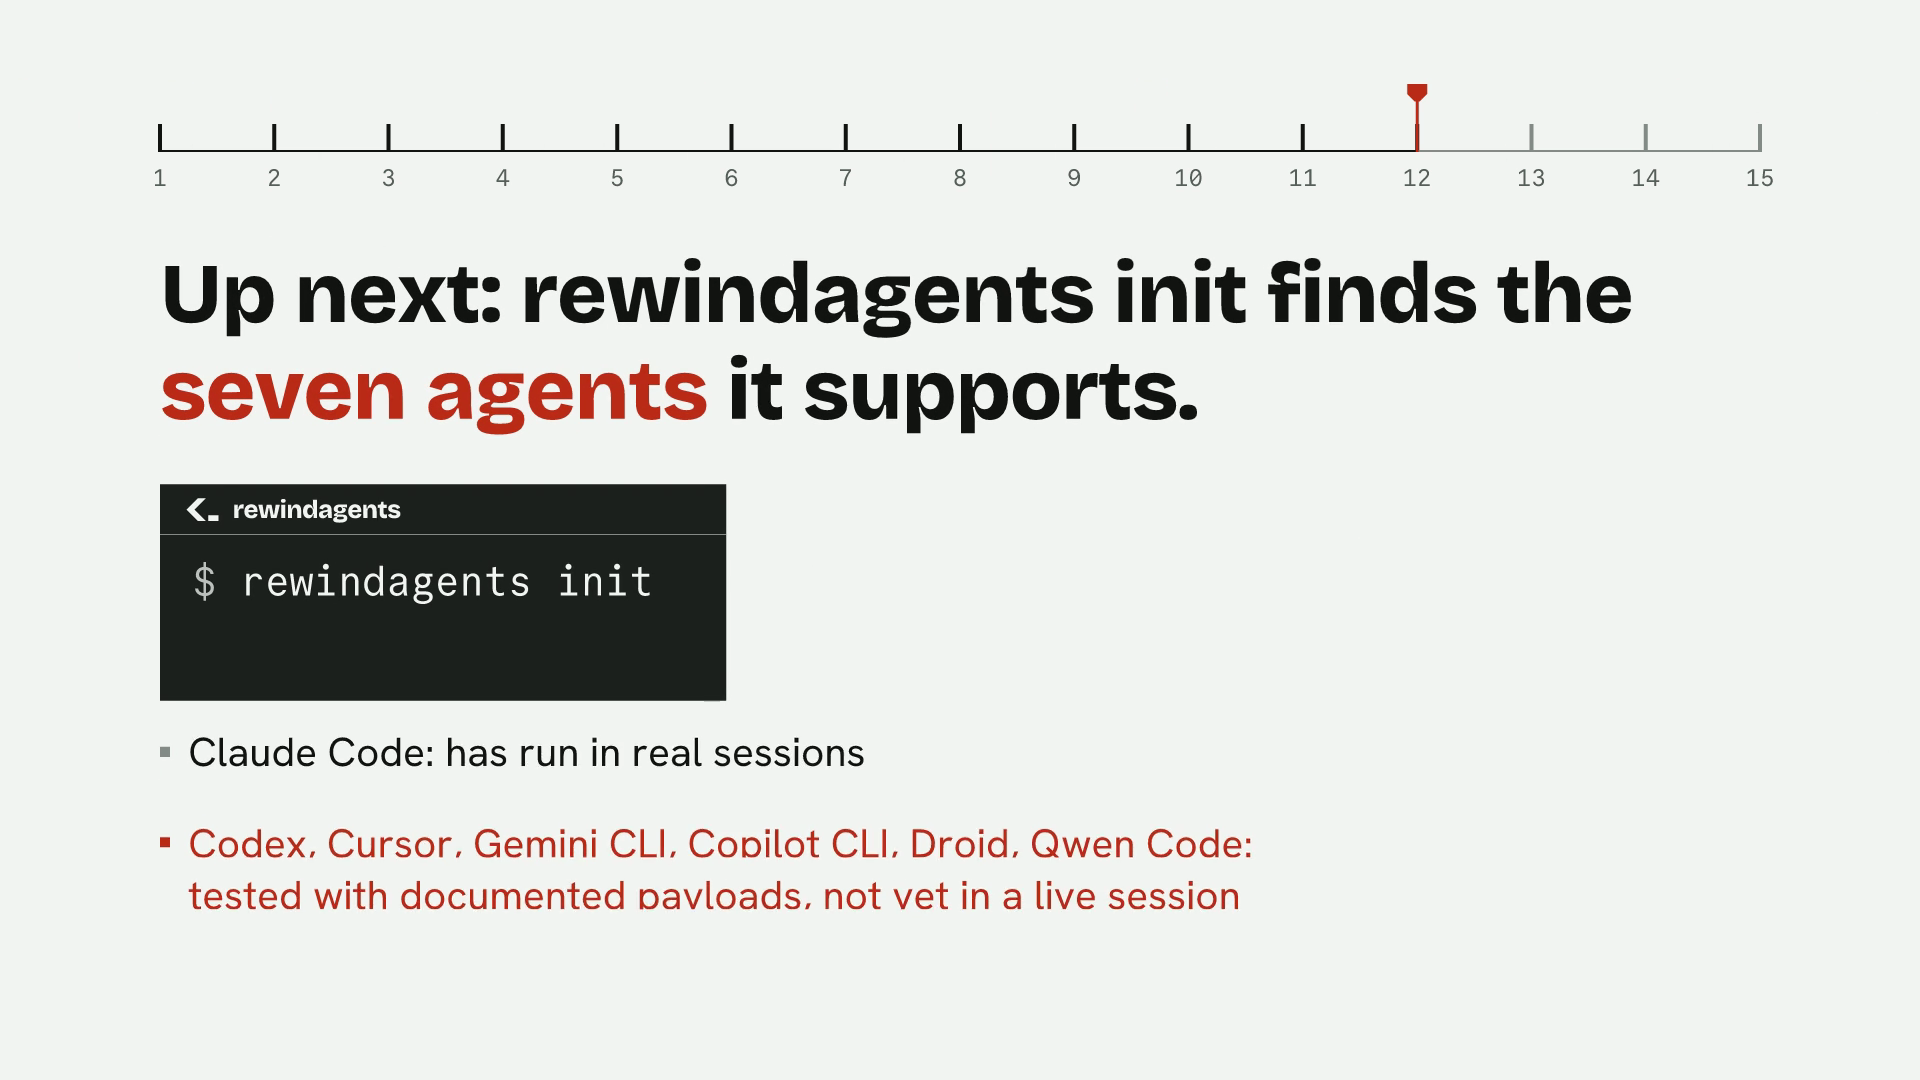 1 2 3 4 5 6 7 8 9 10 11 12 13 14 15
Up next: rewindagents init finds the
seven agents it supports.
rewindagents
$ rewindagents init
Claude Code: has run in real sessions
Codex, Cursor, Gemini CLI, Copilot CLI, Droid, Qwen Code:
tested with documented payloads, not yet in a live session